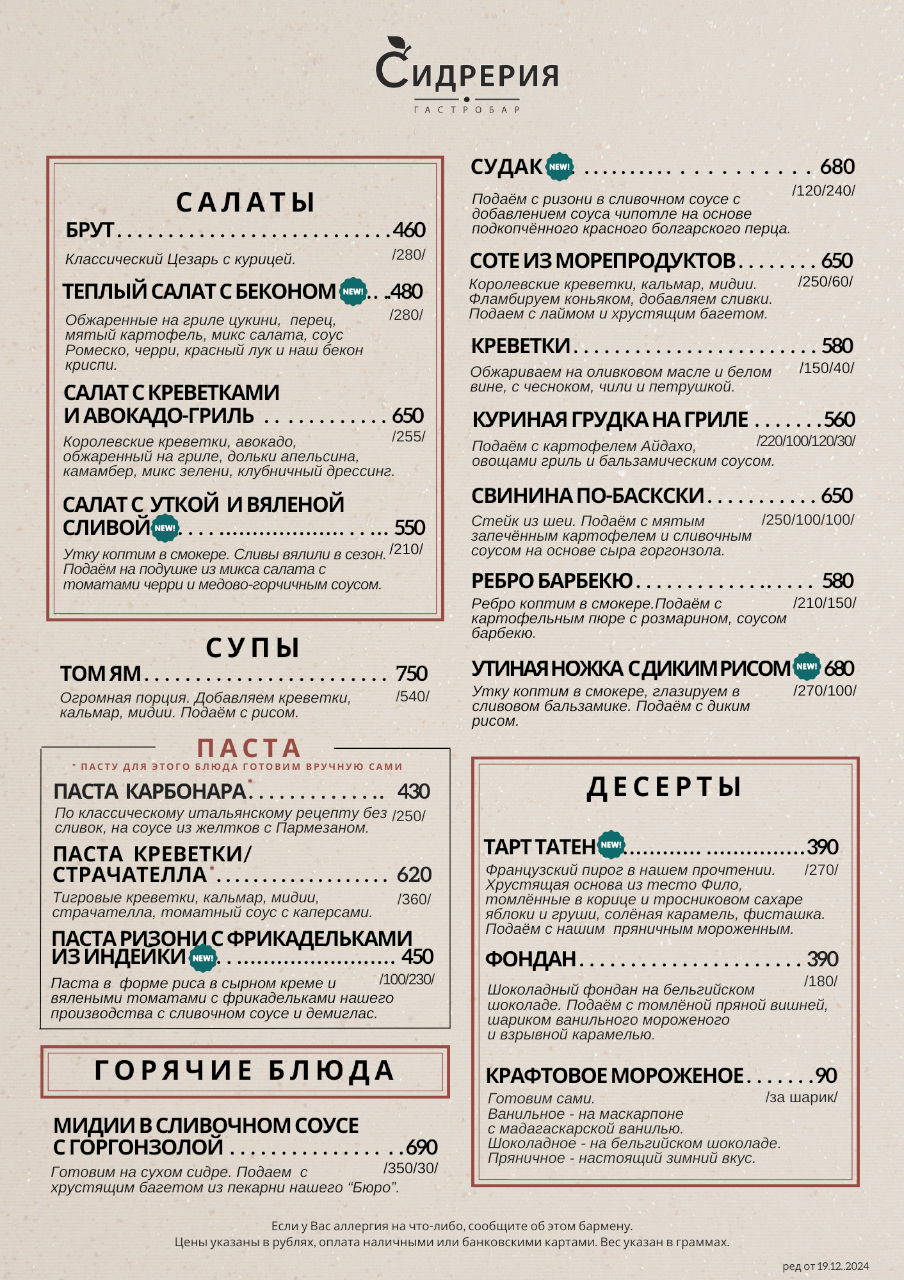 СИДРЕРИЯ
ГАСТРОБАР
САЛАТЫ
БРУТ...........................460
Классический Цезарь с курицей. /280/
ТЕПЛЫЙ САЛАТ С БЕКОНОМ NEW! ....480
Обжаренные на гриле цукини, перец, /280/
мятый картофель, микс салата, соус
Ромеско, черри, красный лук и наш бекон
криспи.
САЛАТ С КРЕВЕТКАМИ
И АВОКАДО-ГРИЛЬ ............650
Королевские креветки, авокадо, /255/
обжаренный на гриле, дольки апельсина,
камамбер, микс зелени, клубничный дрессинг.
САЛАТ С УТКОЙ И ВЯЛЕНОЙ
СЛИВОЙ NEW! ........................... 550
Утку коптим в смокере. Сливы вялили в сезон. /210/
Подаём на подушке из микса салата с
томатами черри и медово-горчичным соусом.
СУПЫ
ТОМ ЯМ........................ 750
Огромная порция. Добавляем креветки, /540/
кальмар, мидии. Подаём с рисом.
ПАСТА
* ПАСТУ ДЛЯ ЭТОГО БЛЮДА ГОТОВИМ ВРУЧНУЮ САМИ
ПАСТА КАРБОНАРА*.............. 430
По классическому итальянскому рецепту без /250/
сливок, на соусе из желтков с Пармезаном.
ПАСТА КРЕВЕТКИ/
СТРАЧАТЕЛЛА*................. 620
Тигровые креветки, кальмар, мидии, /360/
страчателла, томатный соус с каперсами.
ПАСТА РИЗОНИ С ФРИКАДЕЛЬКАМИ
ИЗ ИНДЕЙКИ NEW! ............................ 450
Паста в форме риса в сырном креме и /100/230/
вялеными томатами с фрикадельками нашего
производства с сливочном соусе и демиглас.
ГОРЯЧИЕ БЛЮДА
МИДИИ В СЛИВОЧНОМ СОУСЕ
С ГОРГОНЗОЛОЙ .................690
Готовим на сухом сидре. Подаем с /350/30/
хрустящим багетом из пекарни нашего “Бюро”.
СУДАК NEW! .................... 680
Подаём с ризони в сливочном соусе с /120/240/
добавлением соуса чипотле на основе
подкопчённого красного болгарского перца.
СОТЕ ИЗ МОРЕПРОДУКТОВ........ 650
Королевские креветки, кальмар, мидии. /250/60/
Фламбируем коньяком, добавляем сливки.
Подаем с лаймом и хрустящим багетом.
КРЕВЕТКИ........................ 580
Обжариваем на оливковом масле и белом /150/40/
вине, с чесноком, чили и петрушкой.
КУРИНАЯ ГРУДКА НА ГРИЛЕ .......560
Подаём с картофелем Айдахо, /220/100/120/30/
овощами гриль и бальзамическим соусом.
СВИНИНА ПО-БАСКСКИ........... 650
Стейк из шеи. Подаём с мятым /250/100/100/
запечённым картофелем и сливочным
соусом на основе сыра горгонзола.
РЕБРО БАРБЕКЮ.................. 580
Ребро коптим в смокере.Подаём с /210/150/
картофельным пюре с розмарином, соусом
барбекю.
УТИНАЯ НОЖКА С ДИКИМ РИСОМ NEW! 680
Утку коптим в смокере, глазируем в /270/100/
сливовом бальзамике. Подаем с диким
рисом.
ДЕСЕРТЫ
ТАРТ ТАТЕН NEW! ............ ...............390
Французский пирог в нашем прочтении. /270/
Хрустящая основа из тесто Фило,
томлённые в корице и тросниковом сахаре
яблоки и груши, солёная карамель, фисташка.
Подаём с нашим пряничным мороженным.
ФОНДАН...................... 390
Шоколадный фондан на бельгийском /180/
шоколаде. Подаём с томлёной пряной вишней,
шариком ванильного мороженого
и взрывной карамелью.
КРАФТОВОЕ МОРОЖЕНОЕ.......90
Готовим сами. /за шарик/
Ванильное - на маскарпоне
с мадагаскарской ванилью.
Шоколадное - на бельгийском шоколаде.
Пряничное - настоящий зимний вкус.
Если у Вас аллергия на что-либо, сообщите об этом бармену.
Цены указаны в рублях, оплата наличными или банковскими картами. Вес указан в граммах.
ред от 19.12..2024